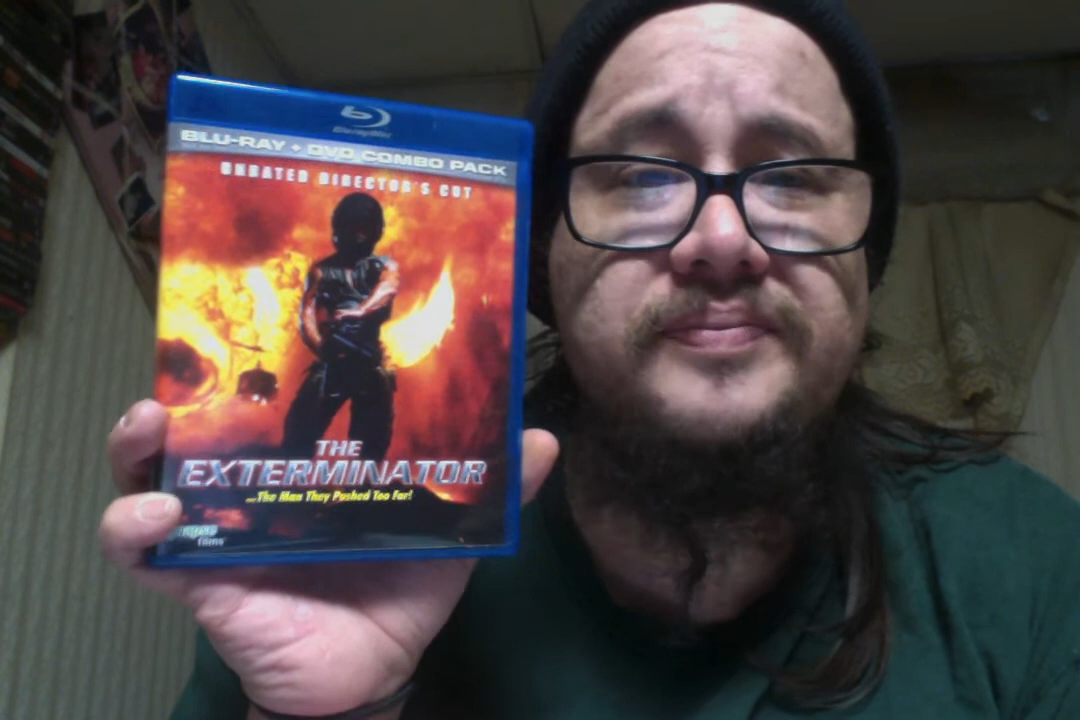 Blu-ray Disc
BLU-RAY + DVD COMBO PACK
UNRATED DIRECTOR'S CUT
THE
EXTERMINATOR
...The Man They Pushed Too Far!
films